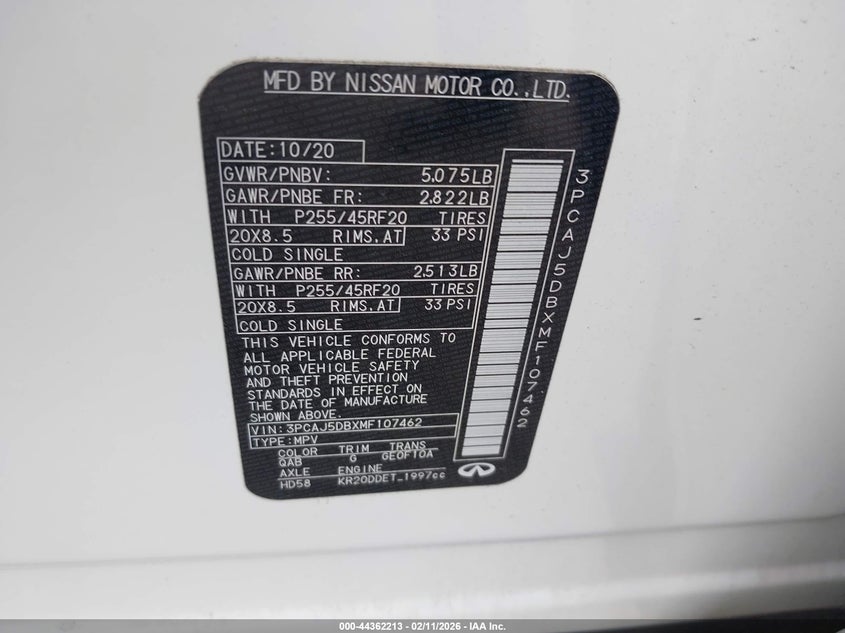 MFD BY NISSAN MOTOR CO.,LTD.
DATE:10/20
GVWR/PNBV: 5.075LB
GAWR/PNBE FR: 2.822LB
WITH P255/45RF20 TIRES
20X8.5 RIMS.AT 33 PSI
COLD SINGLE
GAWR/PNBE RR: 2.513LB
WITH P255/45RF20 TIRES
20X8.5 RIMS.AT 33 PSI
COLD SINGLE
THIS VEHICLE CONFORMS TO
ALL APPLICABLE FEDERAL
MOTOR VEHICLE SAFETY
AND THEFT PREVENTION
STANDARDS IN EFFECT ON
THE DATE OF MANUFACTURE
SHOWN ABOVE.
VIN:3PCAJ5DBXMF107462
TYPE:MPV
COLOR TRIM TRANS
QAB G GE0F10A
AXLE ENGINE
HD58 KR20DDET_1997cc
3PCAJ5DBXMF107462
000-44362213 - 02/11/2026 - IAA Inc.